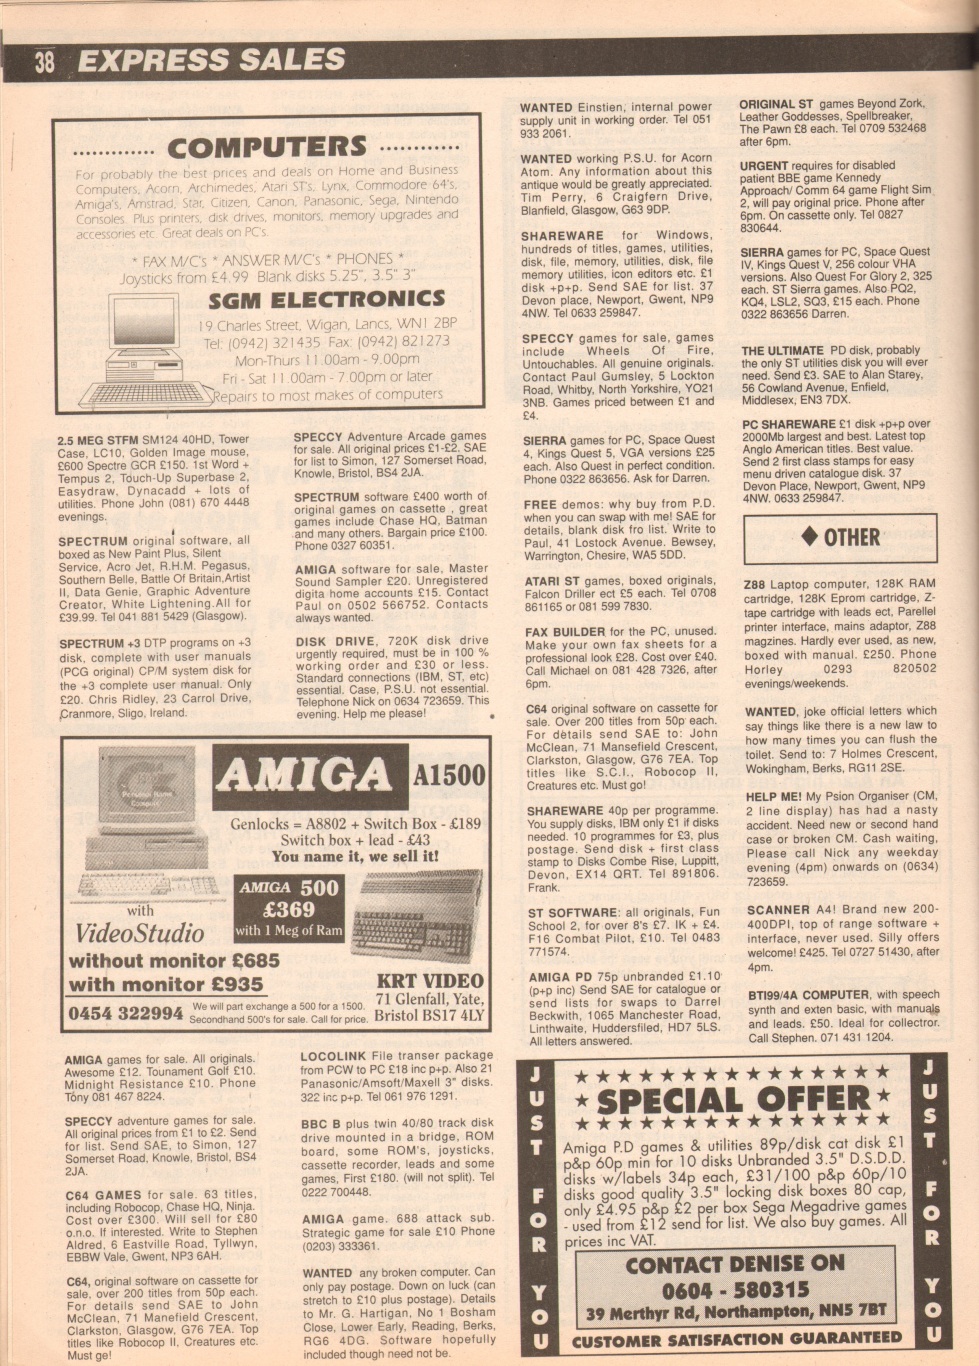 38 EXPRESS SALES
COMPUTERS
For probably the best prices and deals on Home and Business
Computers, Acorn, Archimedes, Atari ST's, Lynx, Commodore 64's,
Amiga's, Amstrad, Star, Citizen, Canon, Panasonic, Sega, Nintendo
Consoles. Plus printers, disk drives, monitors, memory upgrades and
accessories etc. Great deals on PC's.
* FAX M/C's * ANSWER M/C's * PHONES *
Joysticks from £4.99 Blank disks 5.25", 3.5" 3"
SGM ELECTRONICS
19 Charles Street, Wigan, Lancs, WN1 2BP
Tel: (0942) 321435 Fax: (0942) 821273
Mon-Thurs 11.00am - 9.00pm
Fri - Sat 11.00am - 7.00pm or later
Repairs to most makes of computers
2.5 MEG STFM SM124 40HD, Tower
Case, LC10, Golden Image mouse,
£600 Spectre GCR £150. 1st Word +
Tempus 2, Touch-Up Superbase 2,
Easydraw, Dynacadd + lots of
utilities. Phone John (081) 670 4448
evenings.
SPECTRUM original software, all
boxed as New Paint Plus, Silent
Service, Acro Jet, R.H.M. Pegasus,
Southern Belle, Battle Of Britain,Artist
II, Data Genie, Graphic Adventure
Creator, White Lightening.All for
£39.99. Tel 041 881 5429 (Glasgow).
SPECTRUM +3 DTP programs on +3
disk, complete with user manuals
(PCG original) CP/M system disk for
the +3 complete user manual. Only
£20. Chris Ridley, 23 Carrol Drive,
Cranmore, Sligo, Ireland.
SPECCY Adventure Arcade games
for sale. All original prices £1-£2. SAE
for list to Simon, 127 Somerset Road,
Knowle, Bristol, BS4 2JA.
SPECTRUM software £400 worth of
original games on cassette , great
games include Chase HQ, Batman
and many others. Bargain price £100.
Phone 0327 60351.
AMIGA software for sale, Master
Sound Sampler £20. Unregistered
digita home accounts £15. Contact
Paul on 0502 566752. Contacts
always wanted.
DISK DRIVE, 720K disk drive
urgently required, must be in 100 %
working order and £30 or less.
Standard connections (IBM, ST, etc)
essential. Case, P.S.U. not essential.
Telephone Nick on 0634 723659. This
evening. Help me please!
AMIGA A1500
Personal Home
Computer
Genlocks = A8802 + Switch Box - £189
Switch box + lead - £43
You name it, we sell it!
AMIGA 500
£369
with 1 Meg of Ram
with
VideoStudio
without monitor £685
with monitor £935
0454 322994
We will part exchange a 500 for a 1500.
Secondhand 500's for sale. Call for price.
KRT VIDEO
71 Glenfall, Yate,
Bristol BS17 4LY
AMIGA games for sale. All originals.
Awesome £12. Tounament Golf £10.
Midnight Resistance £10. Phone
Tony 081 467 8224.
SPECCY adventure games for sale.
All original prices from £1 to £2. Send
for list. Send SAE, to Simon, 127
Somerset Road, Knowle, Bristol, BS4
2JA.
C64 GAMES for sale. 63 titles,
including Robocop, Chase HQ, Ninja.
Cost over £300. Will sell for £80
o.n.o. If interested. Write to Stephen
Aldred, 6 Eastville Road, Tyllwyn,
EBBW Vale, Gwent, NP3 6AH.
C64, original software on cassette for
sale, over 200 titles from 50p each.
For details send SAE to John
McClean, 71 Manefield Crescent,
Clarkston, Glasgow, G76 7EA. Top
titles like Robocop II, Creatures etc.
Must ge!
LOCOLINK File transer package
from PCW to PC £18 inc p+p. Also 21
Panasonic/Amsoft/Maxell 3" disks.
322 inc p+p. Tel 061 976 1291.
BBC B plus twin 40/80 track disk
drive mounted in a bridge, ROM
board, some ROM's, joysticks,
cassette recorder, leads and some
games, First £180. (will not split). Tel
0222 700448.
AMIGA game. 688 attack sub.
Strategic game for sale £10 Phone
(0203) 333361.
WANTED any broken computer. Can
only pay postage. Down on luck (can
stretch to £10 plus postage). Details
to Mr. G. Hartigan, No 1 Bosham
Close, Lower Early, Reading, Berks,
RG6 4DG. Software hopefully
included though need not be.
WANTED Einstien, internal power
supply unit in working order. Tel 051
933 2061.
WANTED working P.S.U. for Acorn
Atom. Any information about this
antique would be greatly appreciated.
Tim Perry, 6 Craigfern Drive,
Blanfield, Glasgow, G63 9DP.
SHAREWARE for Windows,
hundreds of titles, games, utilities,
disk, file, memory, utilities, disk, file
memory utilities, icon editors etc. £1
disk +p+p. Send SAE for list. 37
Devon place, Newport, Gwent, NP9
4NW. Tel 0633 259847.
SPECCY games for sale, games
include Wheels Of Fire,
Untouchables. All genuine originals.
Contact Paul Gumsley, 5 Lockton
Road, Whitby, North Yorkshire, YO21
3NB. Games priced between £1 and
£4.
SIERRA games for PC, Space Quest
4, Kings Quest 5, VGA versions £25
each. Also Quest in perfect condition.
Phone 0322 863656. Ask for Darren.
FREE demos: why buy from P.D.
when you can swap with me! SAE for
details, blank disk fro list. Write to
Paul, 41 Lostock Avenue. Bewsey,
Warrington, Chesire, WA5 5DD.
ATARI ST games, boxed originals,
Falcon Driller ect £5 each. Tel 0708
861165 or 081 599 7830.
FAX BUILDER for the PC, unused.
Make your own fax sheets for a
professional look £28. Cost over £40.
Call Michael on 081 428 7326, after
6pm.
C64 original software on cassette for
sale. Over 200 titles from 50p each.
For details send SAE to: John
McClean, 71 Mansefield Crescent,
Clarkston, Glasgow, G76 7EA. Top
titles like S.C.I., Robocop II,
Creatures etc. Must go!
SHAREWARE 40p per programme.
You supply disks, IBM only £1 if disks
needed. 10 programmes for £3, plus
postage. Send disk + first class
stamp to Disks Combe Rise, Luppitt,
Devon, EX14 QRT. Tel 891806.
Frank.
ST SOFTWARE: all originals, Fun
School 2, for over 8's £7. IK + £4.
F16 Combat Pilot, £10. Tel 0483
771574.
AMIGA PD 75p unbranded £1.10
(p+p inc) Send SAE for catalogue or
send lists for swaps to Darrel
Beckwith, 1065 Manchester Road,
Linthwaite, Huddersfiled, HD7 5LS.
All letters answered.
ORIGINAL ST games Beyond Zork,
Leather Goddesses, Spellbreaker,
The Pawn £8 each. Tel 0709 532468
after 6pm.
URGENT requires for disabled
patient BBE game Kennedy
Approach/ Comm 64 game Flight Sim
2, will pay original price. Phone after
6pm. On cassette only. Tel 0827
830644.
SIERRA games for PC, Space Quest
IV, Kings Quest V, 256 colour VHA
versions. Also Quest For Glory 2, 325
each. ST Sierra games. Also PQ2,
KQ4, LSL2, SQ3, £15 each. Phone
0322 863656 Darren.
THE ULTIMATE PD disk, probably
the only ST utilities disk you will ever
need. Send £3. SAE to Alan Starey,
56 Cowland Avenue, Enfield,
Middlesex, EN3 7DX.
PC SHAREWARE £1 disk +p+p over
2000Mb largest and best. Latest top
Anglo American titles. Best value.
Send 2 first class stamps for easy
menu driven catalogue disk. 37
Devon Place, Newport, Gwent, NP9
4NW. 0633 259847.
♦ OTHER
Z88 Laptop computer, 128K RAM
cartridge, 128K Eprom cartridge, Z-
tape cartridge with leads ect, Parellel
printer interface, mains adaptor, Z88
magzines. Hardly ever used, as new,
boxed with manual. £250. Phone
Horley 0293 820502
evenings/weekends.
WANTED, joke official letters which
say things like there is a new law to
how many times you can flush the
toilet. Send to: 7 Holmes Crescent,
Wokingham, Berks, RG11 2SE.
HELP ME! My Psion Organiser (CM,
2 line display) has had a nasty
accident. Need new or second hand
case or broken CM. Cash waiting,
Please call Nick any weekday
evening (4pm) onwards on (0634)
723659.
SCANNER A4! Brand new 200-
400DPI, top of range software +
interface, never used. Silly offers
welcome! £425. Tel 0727 51430, after
4pm.
BTI99/4A COMPUTER, with speech
synth and exten basic, with manuals
and leads. £50. Ideal for collectror.
Call Stephen. 071 431 1204.
JUST FOR YOU
SPECIAL OFFER
Amiga P.D games & utilities 89p/disk cat disk £1
p&p 60p min for 10 disks Unbranded 3.5" D.S.D.D.
disks w/labels 34p each, £31/100 p&p 60p/10
disks good quality 3.5" locking disk boxes 80 cap,
only £4.95 p&p £2 per box Sega Megadrive games
- used from £12 send for list. We also buy games. All
prices inc VAT.
CONTACT DENISE ON
0604 - 580315
39 Merthyr Rd, Northampton, NN5 7BT
CUSTOMER SATISFACTION GUARANTEED
JUST FOR YOU